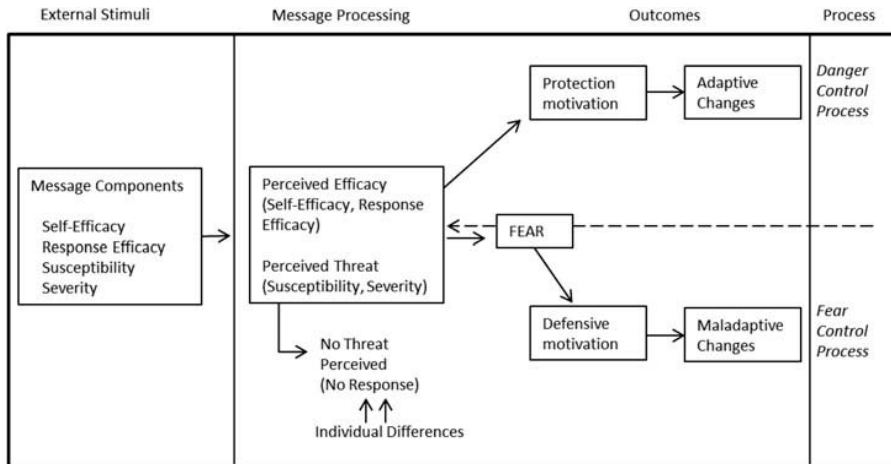 External Stimuli
Message Processing
Outcomes
Process
Message Components
Self-Efficacy
Response Efficacy
Susceptibility
Severity
Perceived Efficacy
(Self-Efficacy, Response
Efficacy)
Perceived Threat
(Susceptibility, Severity)
No Threat
Perceived
(No Response)
Individual Differences
Protection
motivation
Adaptive
Changes
FEAR
Defensive
motivation
Maladaptive
Changes
Danger
Control
Process
Fear
Control
Process